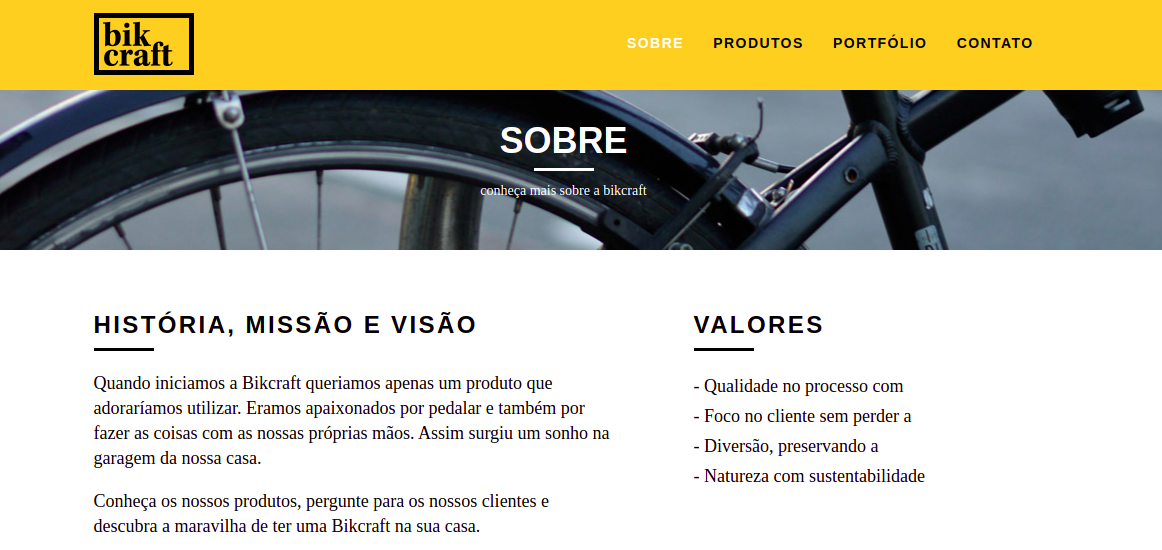 bik
craft
SOBRE
PRODUTOS
PORTFÓLIO
CONTATO
SOBRE
conheça mais sobre a bikcraft
HISTÓRIA, MISSÃO E VISÃO
Quando iniciamos a Bikcraft queriamos apenas um produto que
adoraríamos utilizar. Eramos apaixonados por pedalar e também por
fazer as coisas com as nossas próprias mãos. Assim surgiu um sonho na
garagem da nossa casa.
Conheça os nossos produtos, pergunte para os nossos clientes e
descubra a maravilha de ter uma Bikcraft na sua casa.
VALORES
- Qualidade no processo com
- Foco no cliente sem perder a
- Diversão, preservando a
- Natureza com sustentabilidade